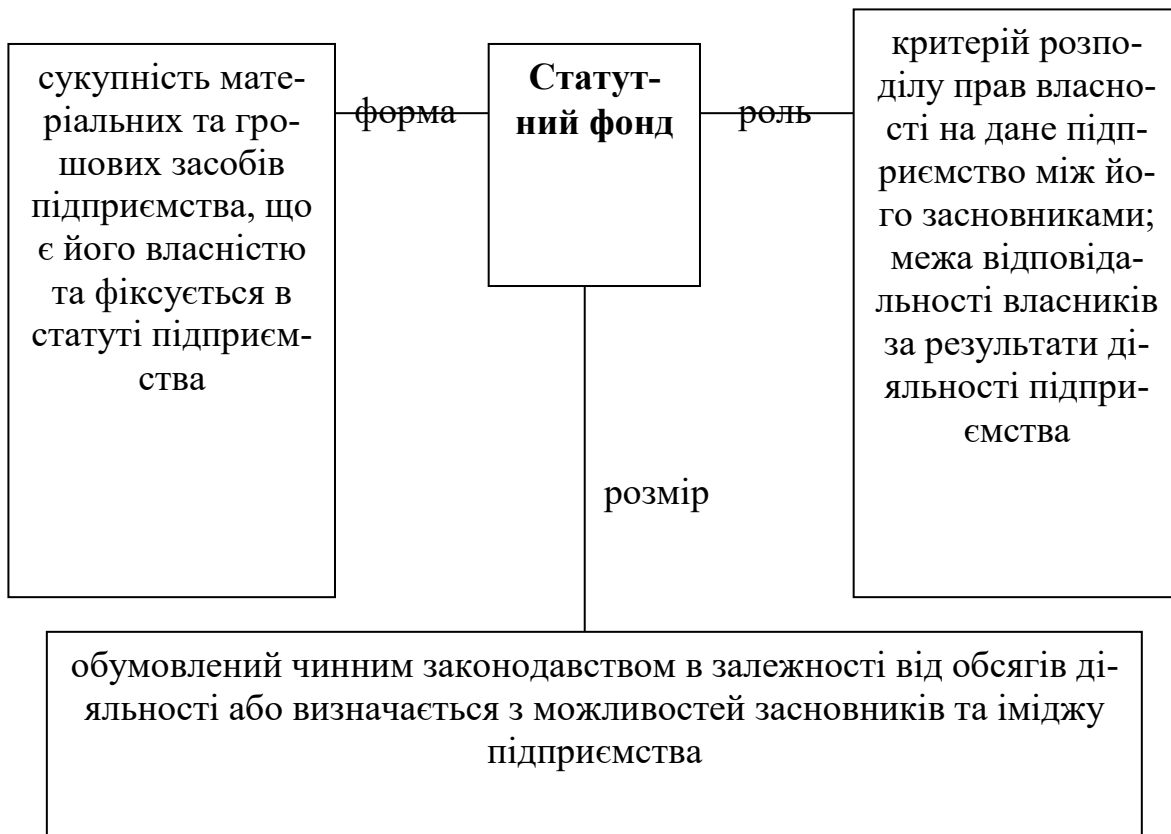 сукупність мате-
ріальних та гро-
шових засобів
підприємства, що
є його власністю
та фіксується в
статуті підприєм-
ства
форма
Статут-
ний фонд
роль
критерій розпо-
ділу прав власно-
сті на дане підп-
риємство між йо-
го засновниками;
межа відповіда-
льності власників
за результати ді-
яльності підпри-
ємства
розмір
обумовлений чинним законодавством в залежності від обсягів ді-
яльності або визначається з можливостей засновників та іміджу
підприємства